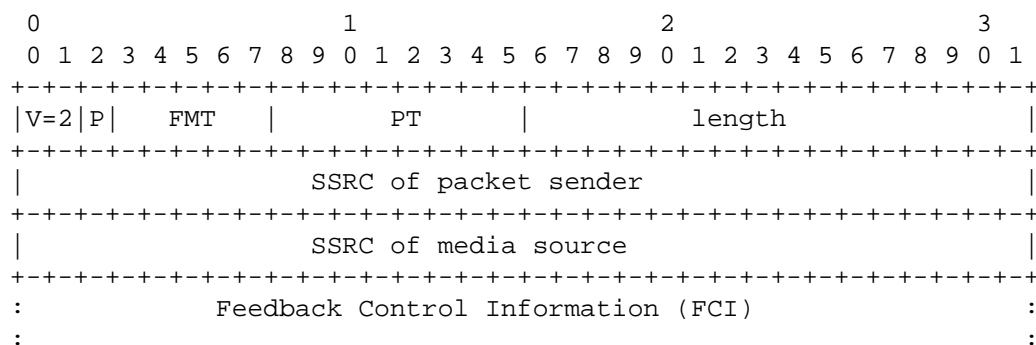 0                   1                   2                   3
 0 1 2 3 4 5 6 7 8 9 0 1 2 3 4 5 6 7 8 9 0 1 2 3 4 5 6 7 8 9 0 1
+-+-+-+-+-+-+-+-+-+-+-+-+-+-+-+-+-+-+-+-+-+-+-+-+-+-+-+-+-+-+-+-+
|V=2|P|   FMT   |       PT      |          length               |
+-+-+-+-+-+-+-+-+-+-+-+-+-+-+-+-+-+-+-+-+-+-+-+-+-+-+-+-+-+-+-+-+
|                  SSRC of packet sender                        |
+-+-+-+-+-+-+-+-+-+-+-+-+-+-+-+-+-+-+-+-+-+-+-+-+-+-+-+-+-+-+-+-+
|                  SSRC of media source                         |
+-+-+-+-+-+-+-+-+-+-+-+-+-+-+-+-+-+-+-+-+-+-+-+-+-+-+-+-+-+-+-+-+
:            Feedback Control Information (FCI)                 :
:                                                               :